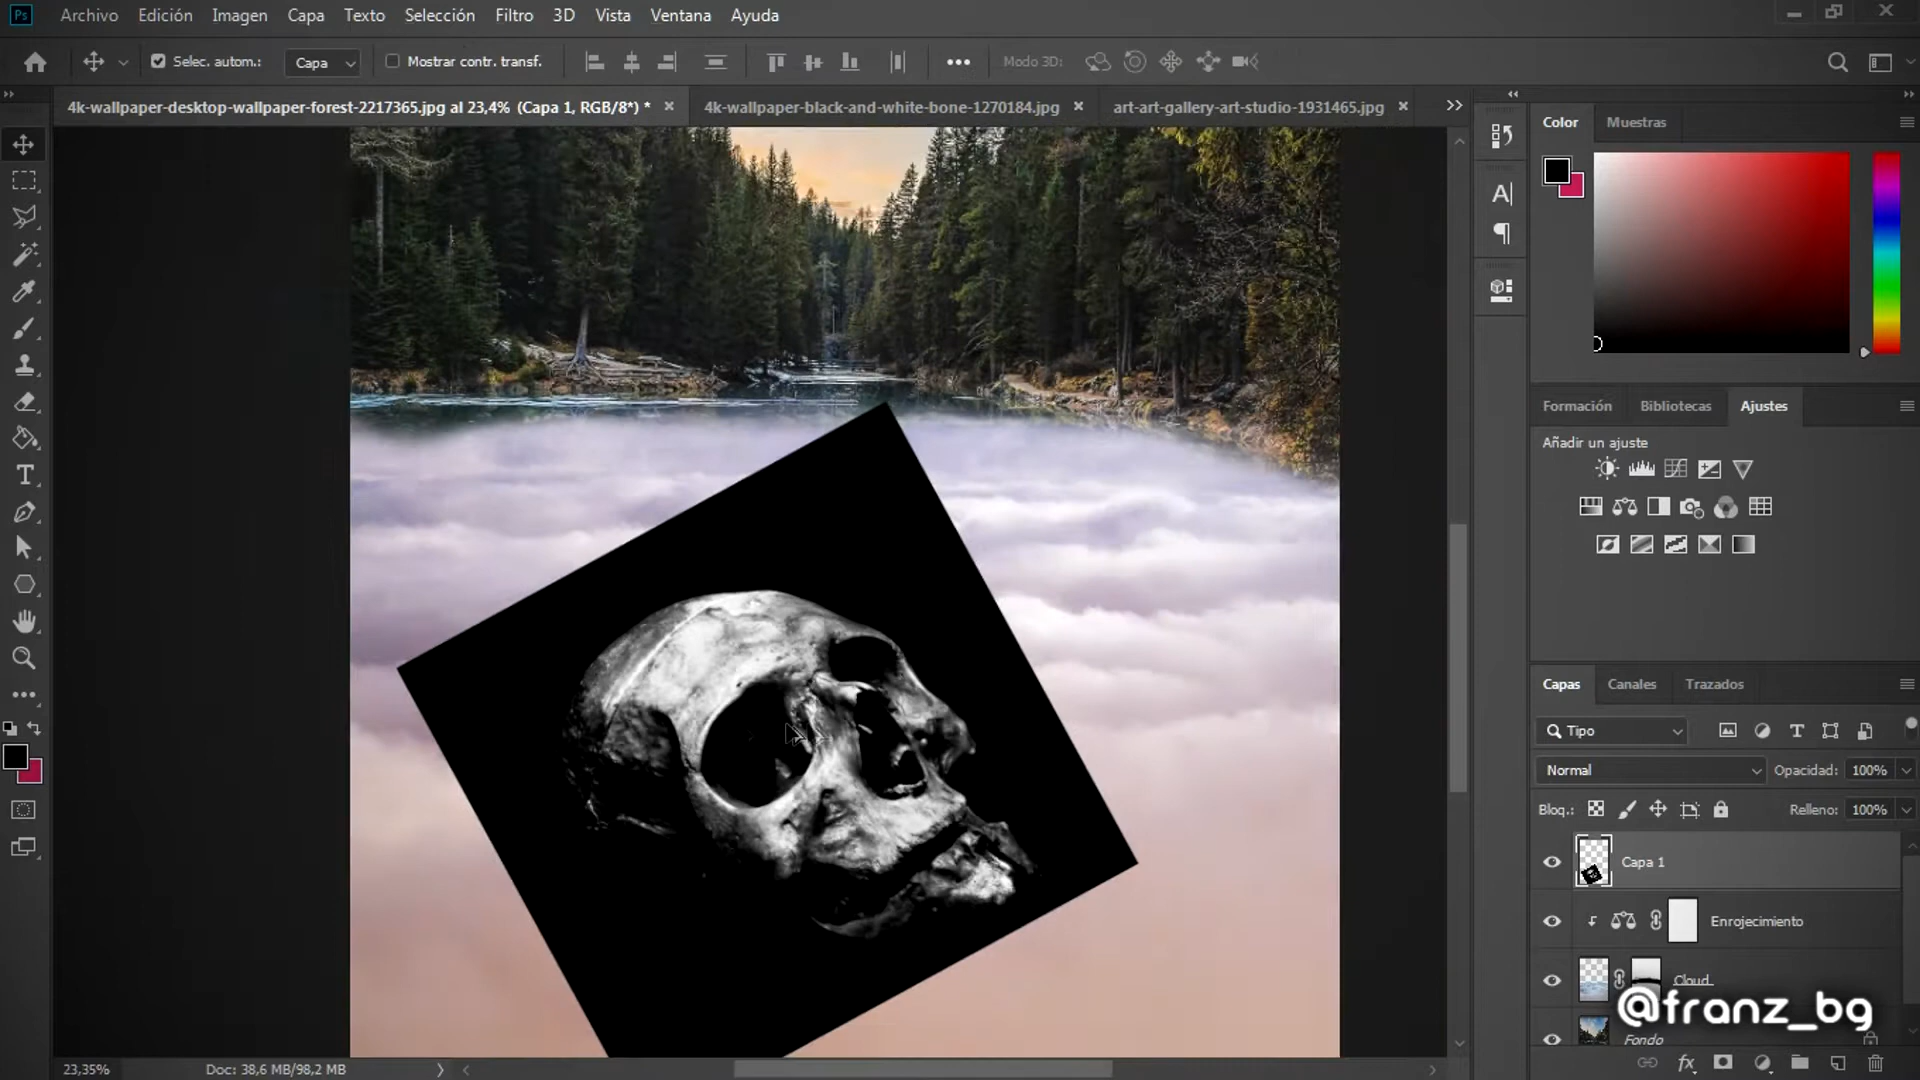 Ps Archivo Edición Imagen Capa Texto Selección Filtro 3D Vista Ventana Ayuda
Selec. autom.: Capa Mostrar contr. transf. Modo 3D:
4k-wallpaper-desktop-wallpaper-forest-2217365.jpg al 23,4% (Capa 1, RGB/8*) * 4k-wallpaper-black-and-white-bone-1270184.jpg art-art-gallery-art-studio-1931465.jpg
Color Muestras
Formación Bibliotecas Ajustes
Añadir un ajuste
Capas Canales Trazados
Tipo
Normal Opacidad: 100%
Bloq.: Relleno: 100%
Capa 1
Enrojecimiento
Cloud
@franz_bg
Fondo
23,35% Doc: 38,6 MB/98,2 MB